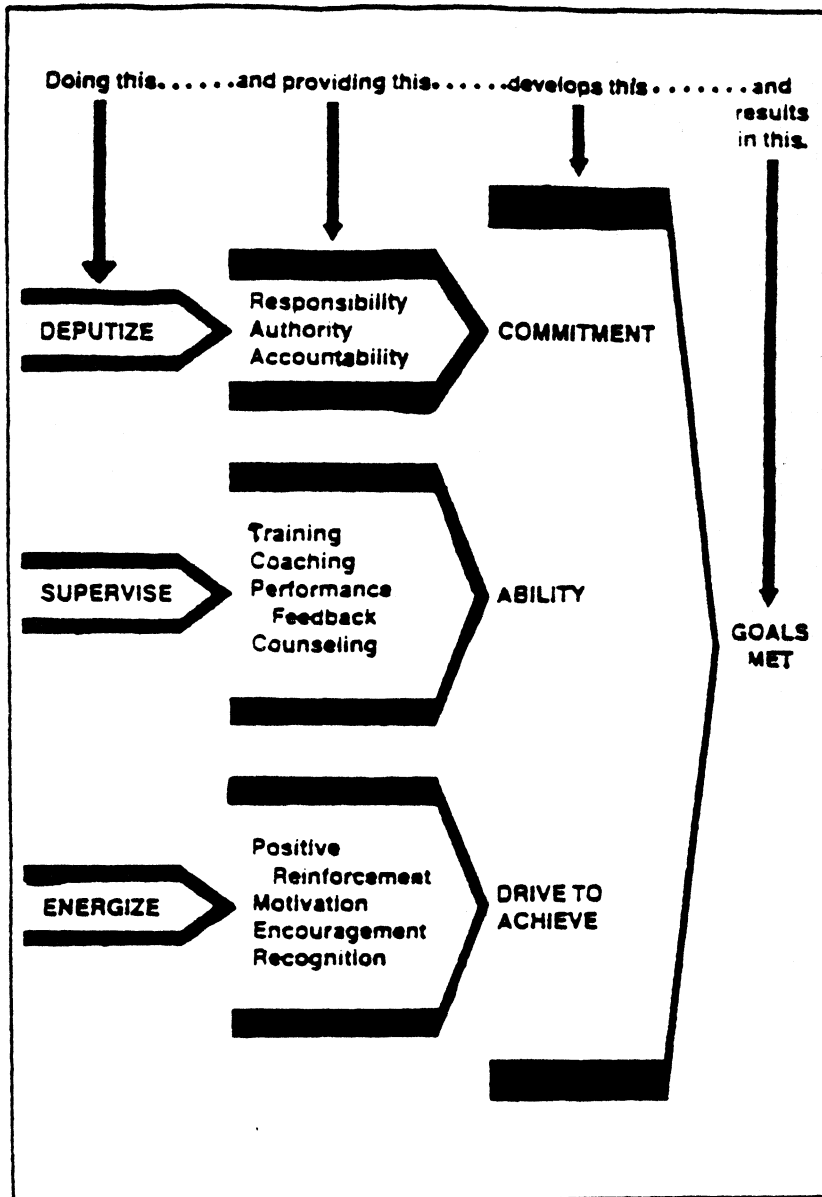 Doing this......and providing this......develops this.......and
results
in this.
DEPUTIZE
Responsibility
Authority
Accountability
COMMITMENT
SUPERVISE
Training
Coaching
Performance
Feedback
Counseling
ABILITY
GOALS
MET
ENERGIZE
Positive
Reinforcement
Motivation
Encouragement
Recognition
DRIVE TO
ACHIEVE